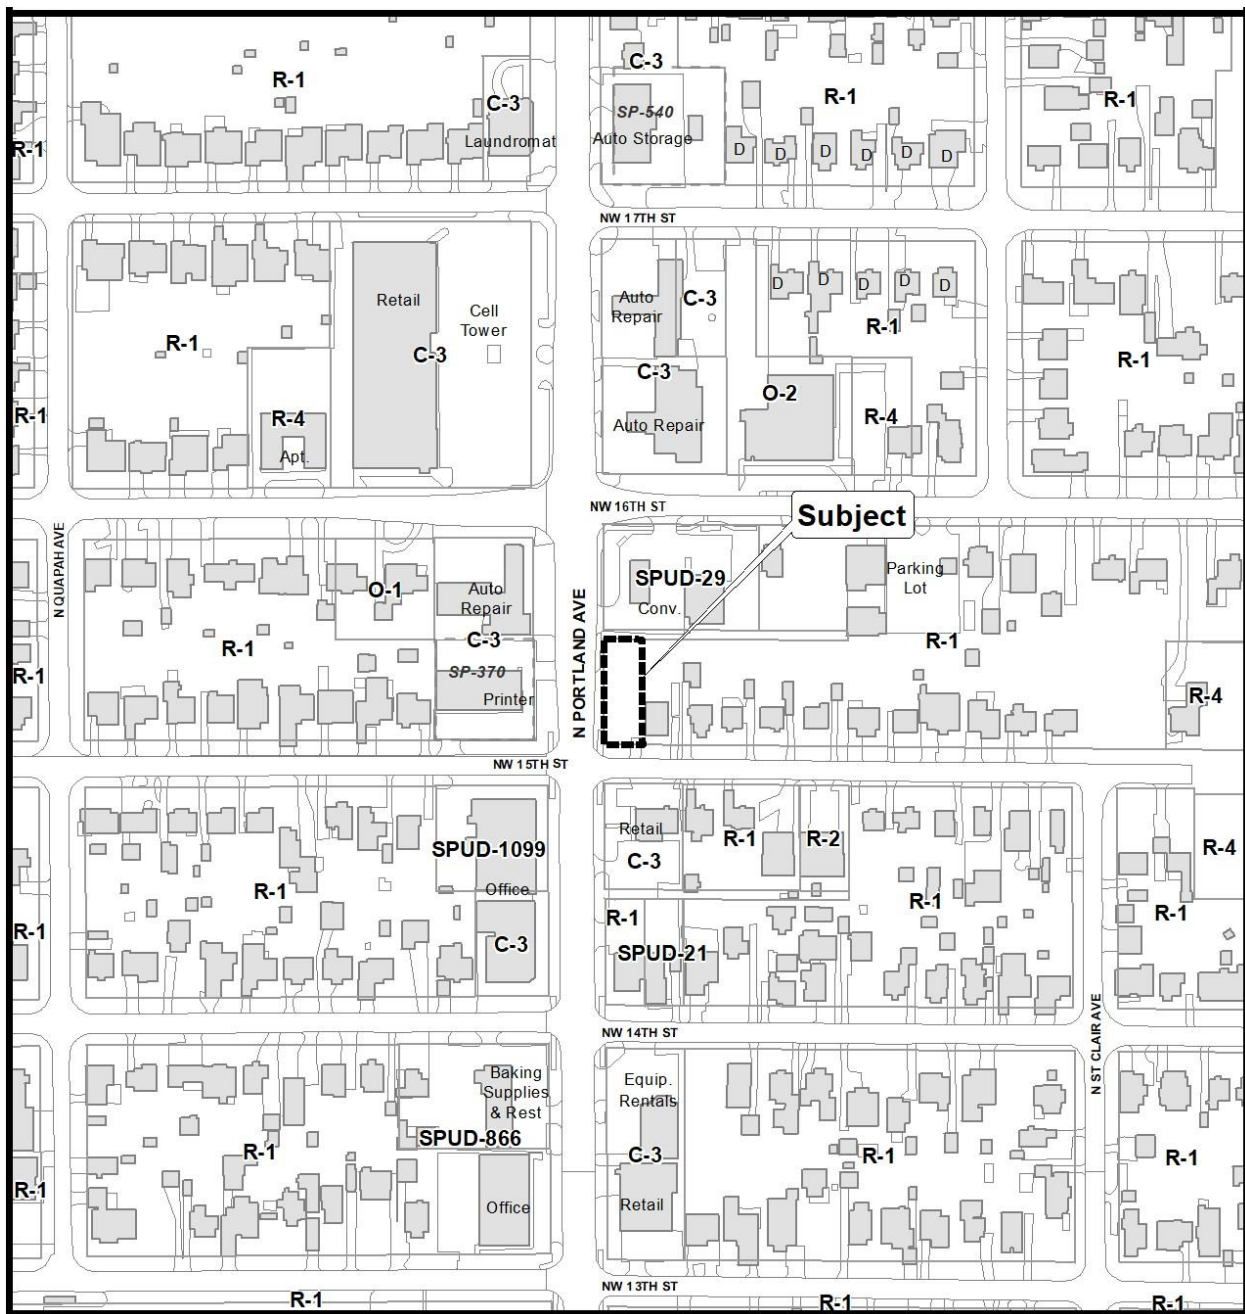 R-1
C-3
Laundromat
R-1
C-3
SP-540
Auto Storage
R-1
R-1
D
D
D
D
D
D
NW 17TH ST
Retail
Cell
Tower
C-3
R-1
R-4
Apt.
R-1
Auto
Repair
C-3
C-3
Auto Repair
D
D
D
D
D
R-1
O-2
R-4
R-1
NW 16TH ST
Subject
N QUAPAH AVE
O-1
Auto
Repair
C-3
R-1
SP-370
Printer
R-1
N PORTLAND AVE
SPUD-29
Conv.
Parking
Lot
R-1
R-4
NW 15TH ST
SPUD-1099
Office
R-1
C-3
R-1
Retail
C-3
R-1
R-2
R-1
SPUD-21
R-1
R-4
R-1
NW 14TH ST
N ST CLAIR AVE
Baking
Supplies
& Rest
SPUD-866
R-1
R-1
Office
Equip.
Rentals
C-3
Retail
R-1
R-1
NW 13TH ST
R-1
R-1
R-1